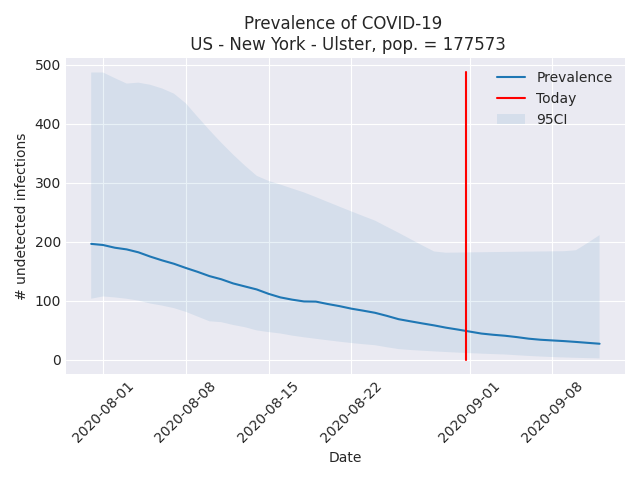 Prevalence of COVID-19
US - New York - Ulster, pop. = 177573
# undetected infections
500
400
300
200
100
0
Prevalence
Today
95CI
2020-08-01
2020-08-08
2020-08-15
2020-08-22
2020-09-01
2020-09-08
Date